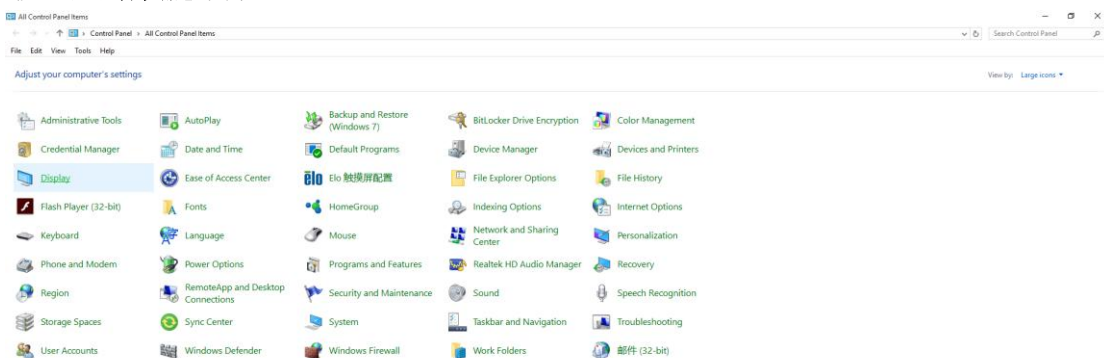 All Control Panel Items
Control Panel › All Control Panel Items
Search Control Panel
File Edit View Tools Help
Adjust your computer's settings
View by: Large icons
Administrative Tools
AutoPlay
Backup and Restore
(Windows 7)
BitLocker Drive Encryption
Color Management
Credential Manager
Date and Time
Default Programs
Device Manager
Devices and Printers
Display
Ease of Access Center
elo Elo 触摸屏配置
File Explorer Options
File History
Flash Player (32-bit)
Fonts
HomeGroup
Indexing Options
Internet Options
Keyboard
Language
Mouse
Network and Sharing
Center
Personalization
Phone and Modem
Power Options
Programs and Features
Realtek HD Audio Manager
Recovery
Region
RemoteApp and Desktop
Connections
Security and Maintenance
Sound
Speech Recognition
Storage Spaces
Sync Center
System
Taskbar and Navigation
Troubleshooting
User Accounts
Windows Defender
Windows Firewall
Work Folders
邮件 (32-bit)